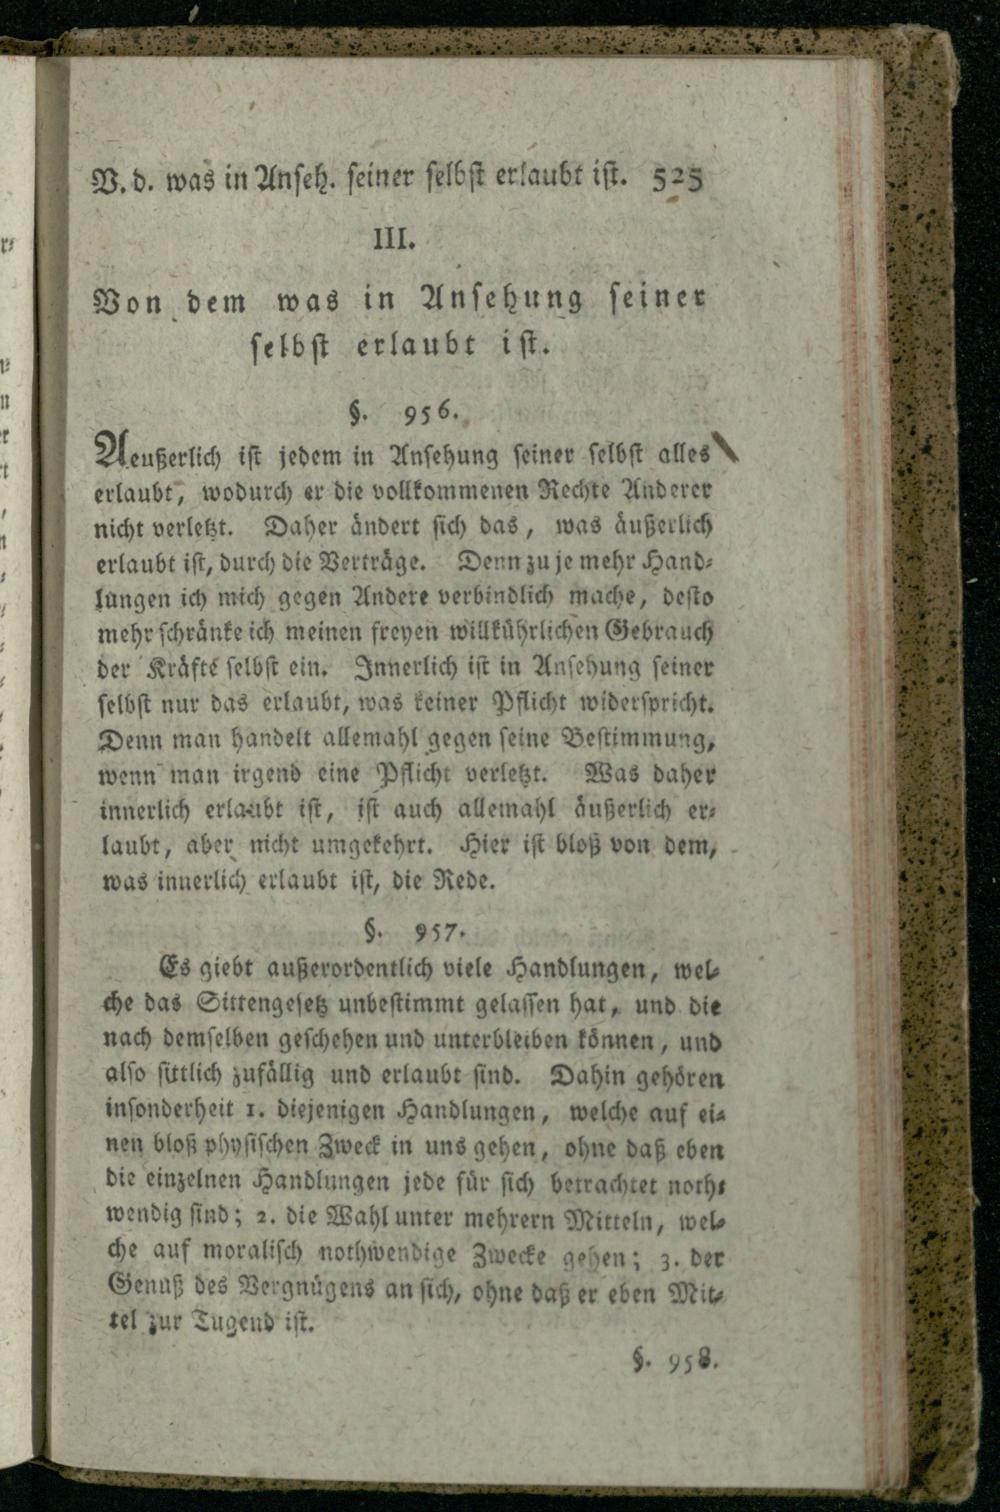 V. d. was in Anseh. seiner selbst erlaubt ist. 525
III.
Von dem was in Ansehung seiner
selbst erlaubt ist.
§. 956.
Aeußerlich ist jedem in Ansehung seiner selbst alles
erlaubt, wodurch er die vollkommenen Rechte Anderer
nicht verletzt. Daher ändert sich das, was äußerlich
erlaubt ist, durch die Verträge. Denn zu je mehr Hand-
lungen ich mich gegen Andere verbindlich mache, desto
mehr schränke ich meinen freyen willkührlichen Gebrauch
der Kräfte selbst ein. Innerlich ist in Ansehung seiner
selbst nur das erlaubt, was keiner Pflicht widerspricht.
Denn man handelt allemahl gegen seine Bestimmung,
wenn man irgend eine Pflicht verletzt. Was daher
innerlich erlaubt ist, ist auch allemahl äußerlich er-
laubt, aber nicht umgekehrt. Hier ist bloß von dem,
was innerlich erlaubt ist, die Rede.
§. 957.
Es giebt außerordentlich viele Handlungen, wel-
che das Sittengesetz unbestimmt gelassen hat, und die
nach demselben geschehen und unterbleiben können, und
also sittlich zufällig und erlaubt sind. Dahin gehören
insonderheit 1. diejenigen Handlungen, welche auf ei-
nen bloß physischen Zweck in uns gehen, ohne daß eben
die einzelnen Handlungen jede für sich betrachtet noth-
wendig sind; 2. die Wahl unter mehrern Mitteln, wel-
che auf moralisch nothwendige Zwecke gehen; 3. der
Genuß des Vergnügens an sich, ohne daß er eben Mit-
tel zur Tugend ist.
§. 958.